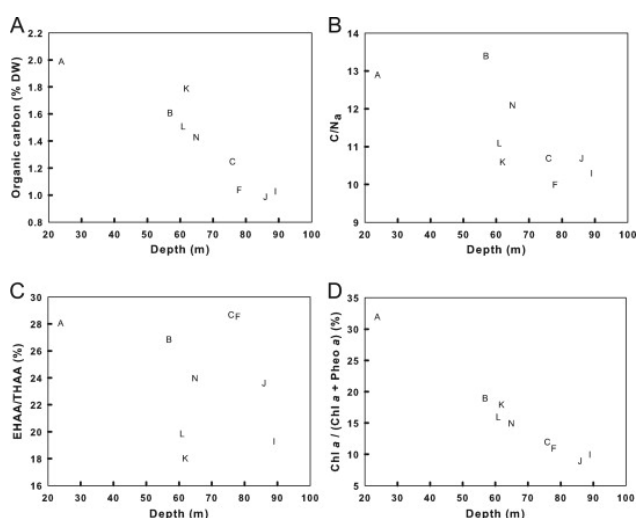 A
B
Organic carbon (% DW)
2.2
2.0
1.8
1.6
1.4
1.2
1.0
0.8
A
K
B
L
N
C
F
J
I
20 30 40 50 60 70 80 90 100
Depth (m)
C/Na
14
13
12
11
10
9
B
A
N
L
K
C
J
I
F
20 30 40 50 60 70 80 90 100
Depth (m)
C
D
EHAA/THAA (%)
30
28
26
24
22
20
18
16
A
B
C F
N
J
L
I
K
20 30 40 50 60 70 80 90 100
Depth (m)
Chl a / (Chl a + Pheo a) (%)
35
30
25
20
15
10
5
0
A
B
K
L
N
C
F
J
I
20 30 40 50 60 70 80 90 100
Depth (m)